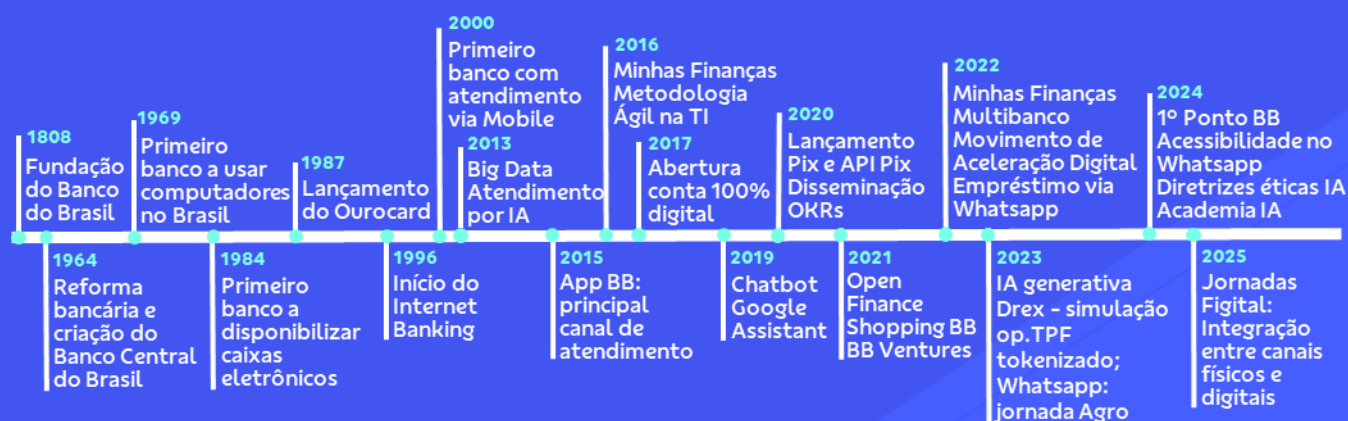 1808
Fundação
do Banco
do Brasil
1964
Reforma
bancária e
criação do
Banco Central
do Brasil
1969
Primeiro
banco a usar
computadores
no Brasil
1984
Primeiro
banco a
disponibilizar
caixas
eletrônicos
1987
Lançamento
do Ourocard
1996
Início do
Internet
Banking
2000
Primeiro
banco com
atendimento
via Mobile
2013
Big Data
Atendimento
por IA
2015
App BB:
principal
canal de
atendimento
2016
Minhas Finanças
Metodologia
Ágil na TI
2017
Abertura
conta 100%
digital
2019
Chatbot
Google
Assistant
2020
Lançamento
Pix e API Pix
Disseminação
OKRs
2021
Open
Finance
Shopping BB
BB Ventures
2022
Minhas Finanças
Multibanco
Movimento de
Aceleração Digital
Empréstimo via
Whatsapp
2023
IA generativa
Drex - simulação
op.TPF
tokenizado;
Whatsapp:
jornada Agro
2024
1º Ponto BB
Acessibilidade no
Whatsapp
Diretrizes éticas IA
Academia IA
2025
Jornadas
Figital:
Integração
entre canais
físicos e
digitais